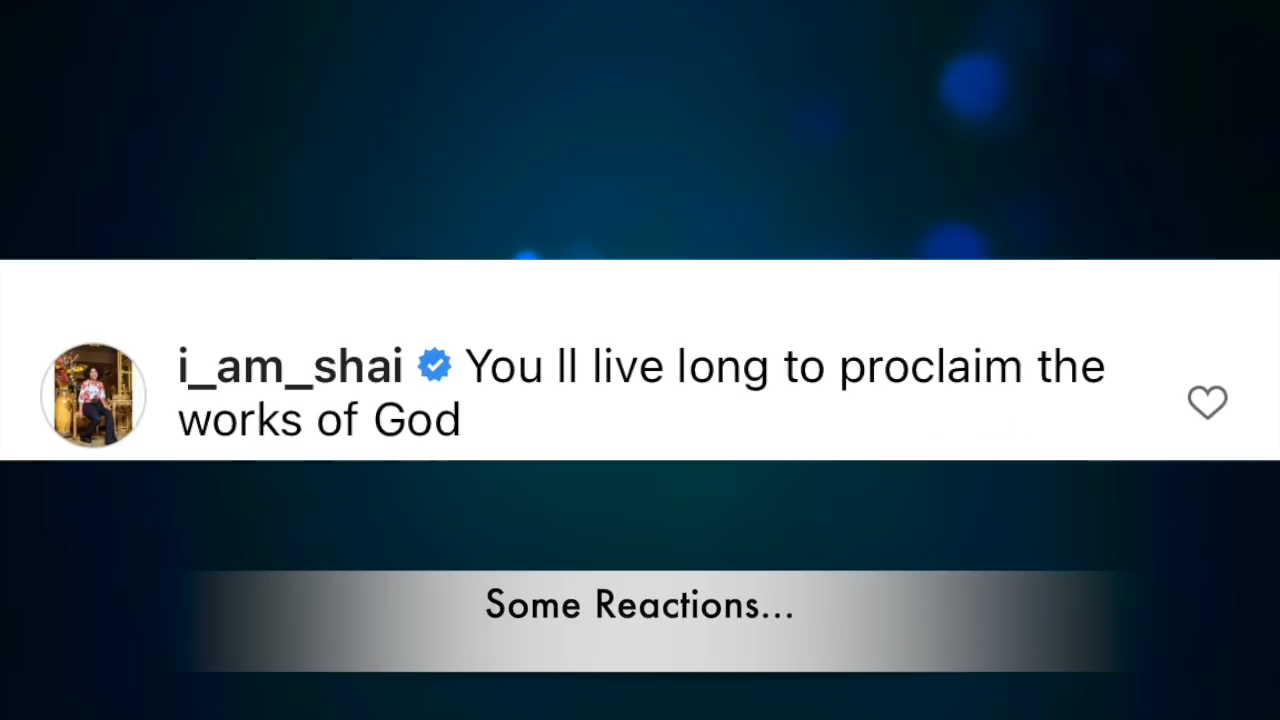 i_am_shai You ll live long to proclaim the
works of God
Some Reactions...